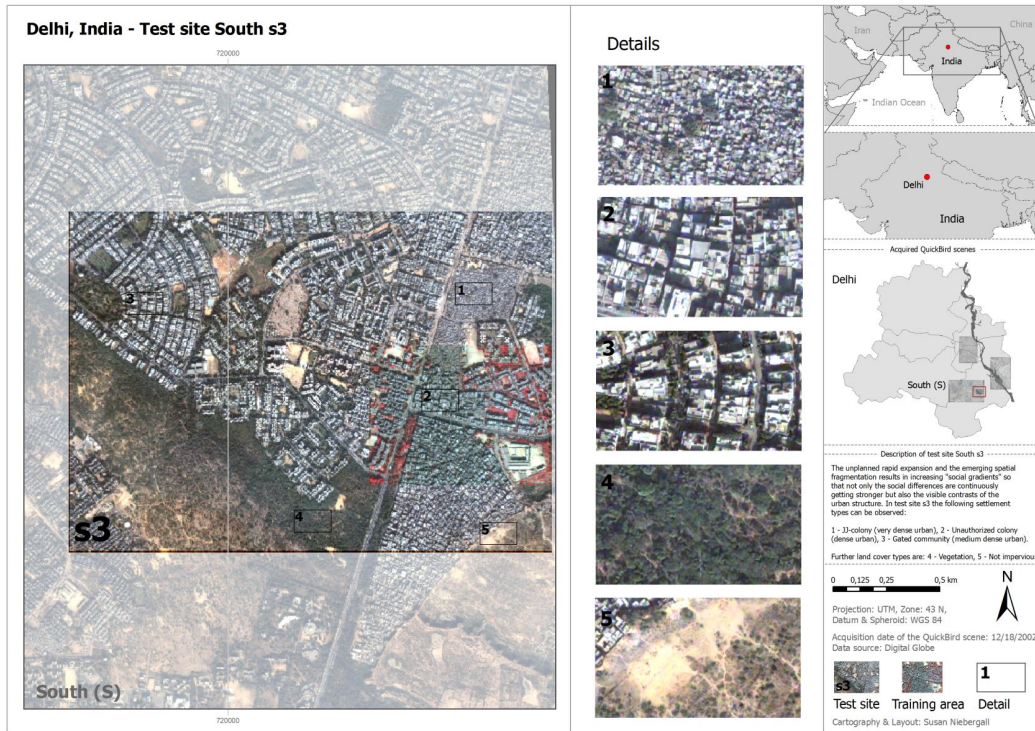 Delhi, India - Test site South s3
720000
3
1
2
4
5
s3
South (S)
720000
Details
1
2
3
4
5
Iran
China
India
Indian Ocean
Delhi
India
Acquired QuickBird scenes
Delhi
South (S)
Description of test site South s3
The unplanned rapid expansion and the emerging spatial
fragmentation results in increasing "social gradients" so
that not only the social differences are continuously
getting stronger but also the visible contrasts of the
urban structure. In test site s3 the following settlement
types can be observed:
1 - JJ-colony (very dense urban), 2 - Unauthorized colony
(dense urban), 3 - Gated community (medium dense urban).
Further land cover types are: 4 - Vegetation, 5 - Not impervious
0 0,125 0,25 0,5 km
N
Projection: UTM, Zone: 43 N,
Datum & Spheroid: WGS 84
Acquisition date of the QuickBird scene: 12/18/2002
Data source: Digital Globe
s3
1
Test site Training area Detail
Cartography & Layout: Susan Niebergall